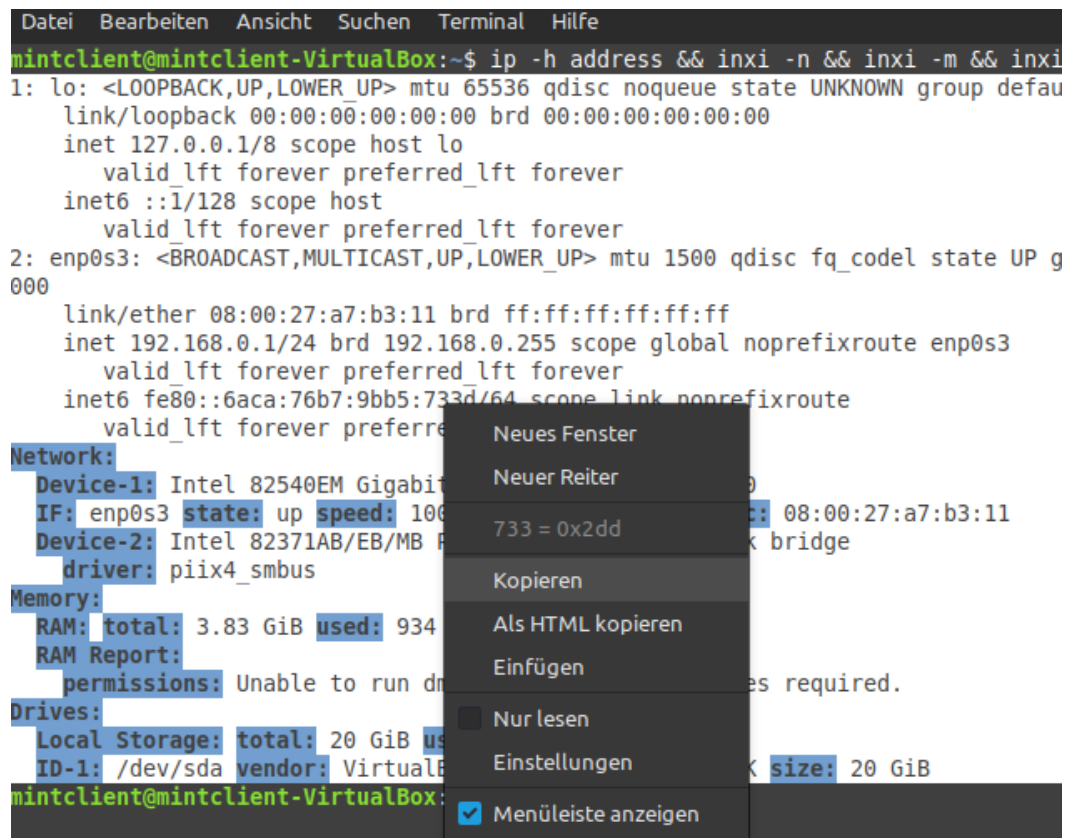 Datei Bearbeiten Ansicht Suchen Terminal Hilfe
mintclient@mintclient-VirtualBox:~$ ip -h address && inxi -n && inxi -m && inxi
1: lo: <LOOPBACK,UP,LOWER_UP> mtu 65536 qdisc noqueue state UNKNOWN group defau
link/loopback 00:00:00:00:00:00 brd 00:00:00:00:00:00
inet 127.0.0.1/8 scope host lo
valid_lft forever preferred_lft forever
inet6 ::1/128 scope host
valid_lft forever preferred_lft forever
2: enp0s3: <BROADCAST,MULTICAST,UP,LOWER_UP> mtu 1500 qdisc fq_codel state UP g
000
link/ether 08:00:27:a7:b3:11 brd ff:ff:ff:ff:ff:ff
inet 192.168.0.1/24 brd 192.168.0.255 scope global noprefixroute enp0s3
valid_lft forever preferred_lft forever
inet6 fe80::6aca:76b7:9bb5:733d/64 scope link noprefixroute
valid_lft forever preferre
Network:
Device-1: Intel 82540EM Gigabit
IF: enp0s3 state: up speed: 100 c: 08:00:27:a7:b3:11
Device-2: Intel 82371AB/EB/MB P k bridge
driver: piix4_smbus
Memory:
RAM: total: 3.83 GiB used: 934
RAM Report:
permissions: Unable to run dm es required.
Drives:
Local Storage: total: 20 GiB us
ID-1: /dev/sda vendor: VirtualB K size: 20 GiB
mintclient@mintclient-VirtualBox:
Neues Fenster
Neuer Reiter
733 = 0x2dd
Kopieren
Als HTML kopieren
Einfügen
Nur lesen
Einstellungen
Menüleiste anzeigen